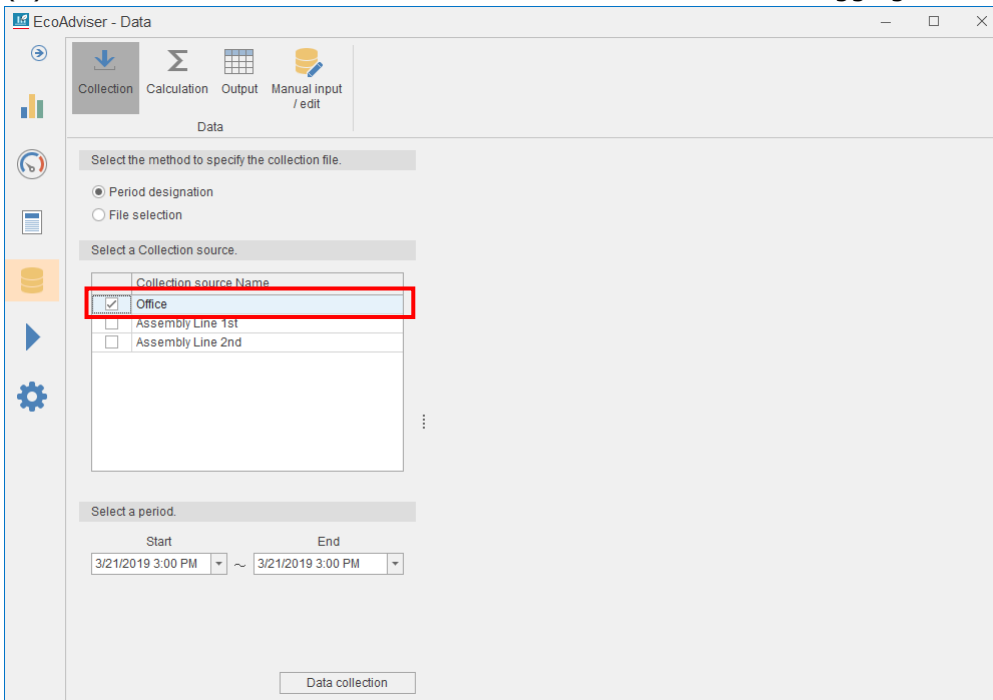 EcoAdviser - Data
Collection
Calculation
Output
Manual input
/ edit
Data
Select the method to specify the collection file.
Period designation
File selection
Select a Collection source.
Collection source Name
Office
Assembly Line 1st
Assembly Line 2nd
Select a period.
Start End
3/21/2019 3:00 PM ～ 3/21/2019 3:00 PM
Data collection